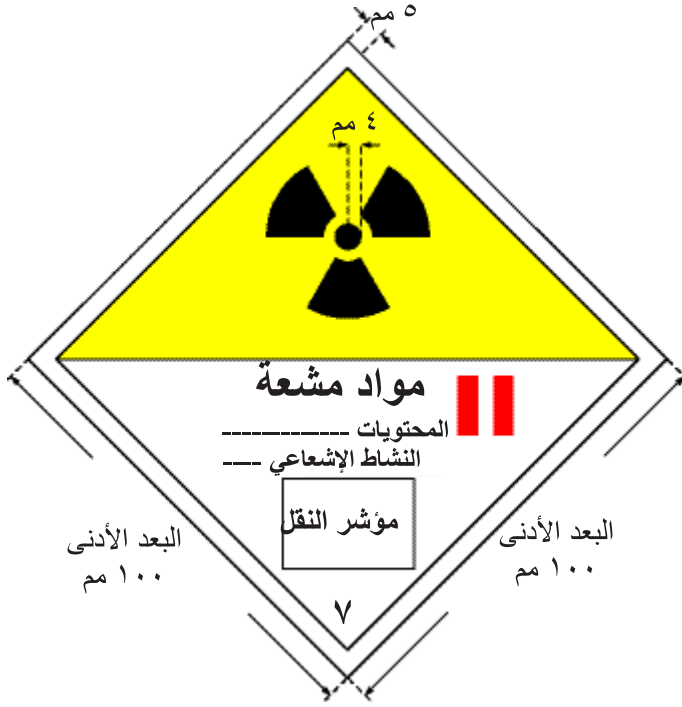 ٥ مم
٤ مم
مواد مشعة
المحتويات -------------
النشاط الإشعاعي ----
مؤشر النقل
البعد الأدنى
١٠٠ مم
البعد الأدنى
١٠٠ مم
٧